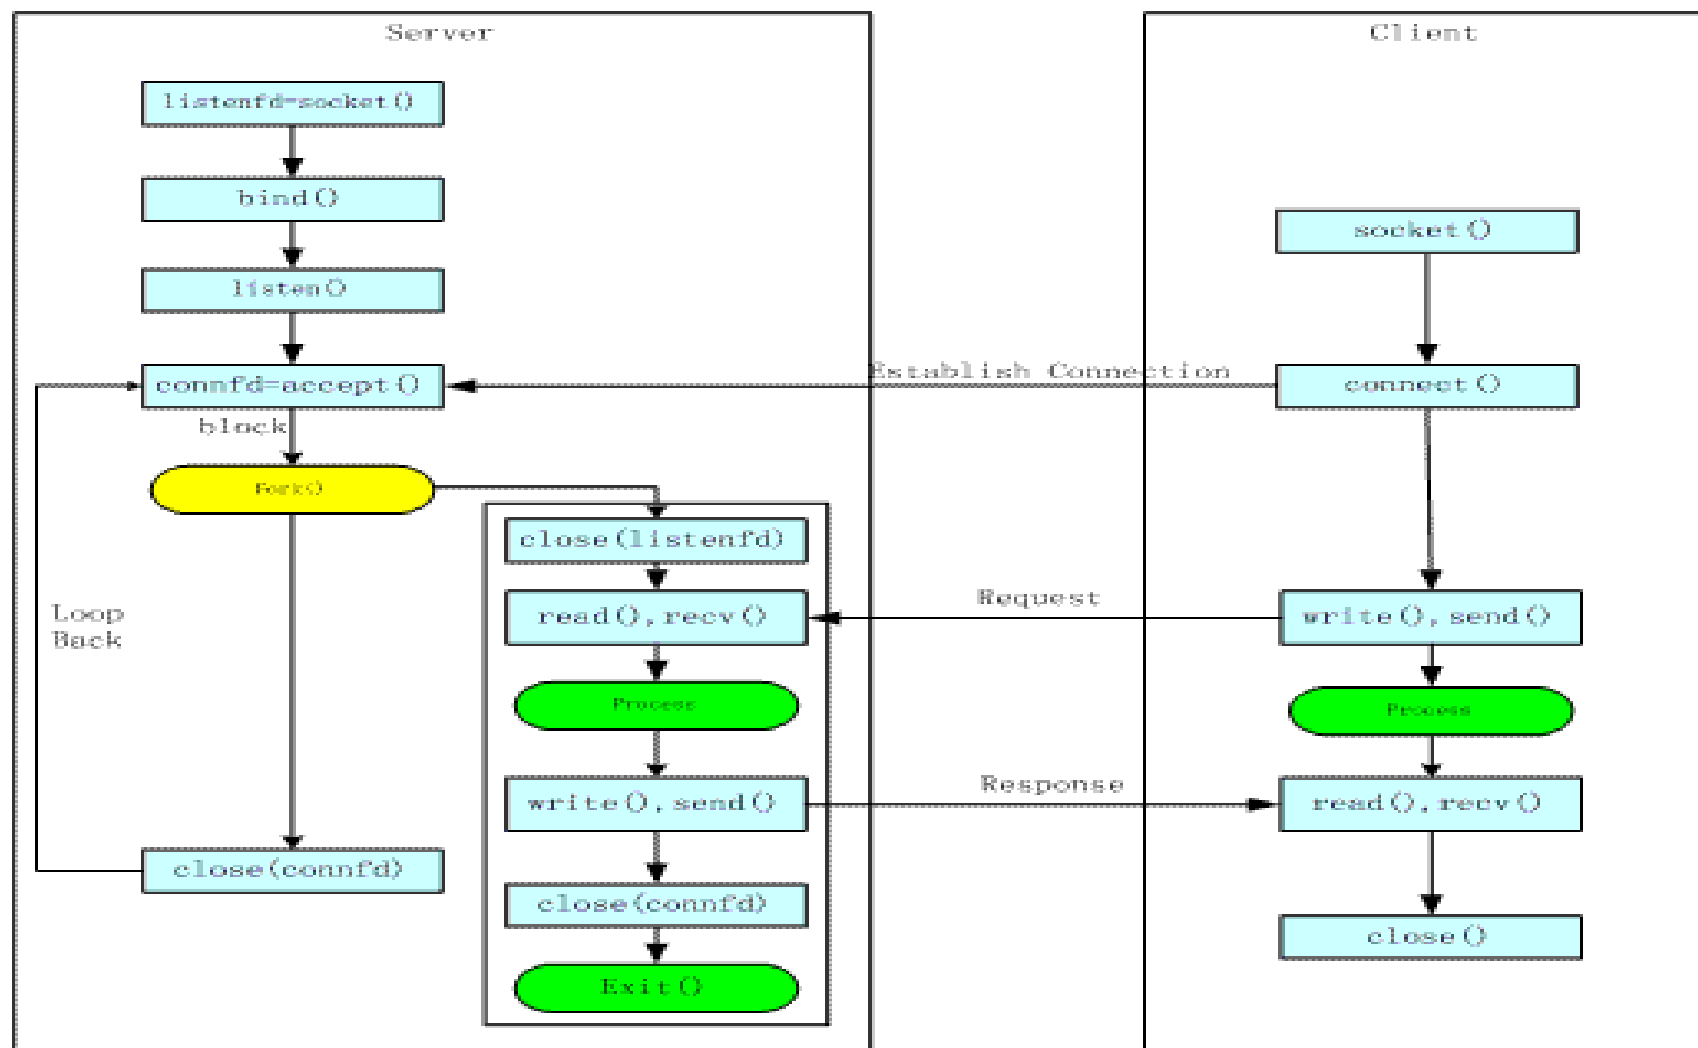 Server
listenfd=socket()
bind()
listen()
connfd=accept()
block
Fork()
Loop
Back
close(connfd)
close(listenfd)
read(),recv()
Process
write(),send()
close(connfd)
Exit()
Establish Connection
Request
Response
Client
socket()
connect()
write(),send()
Process
read(),recv()
close()